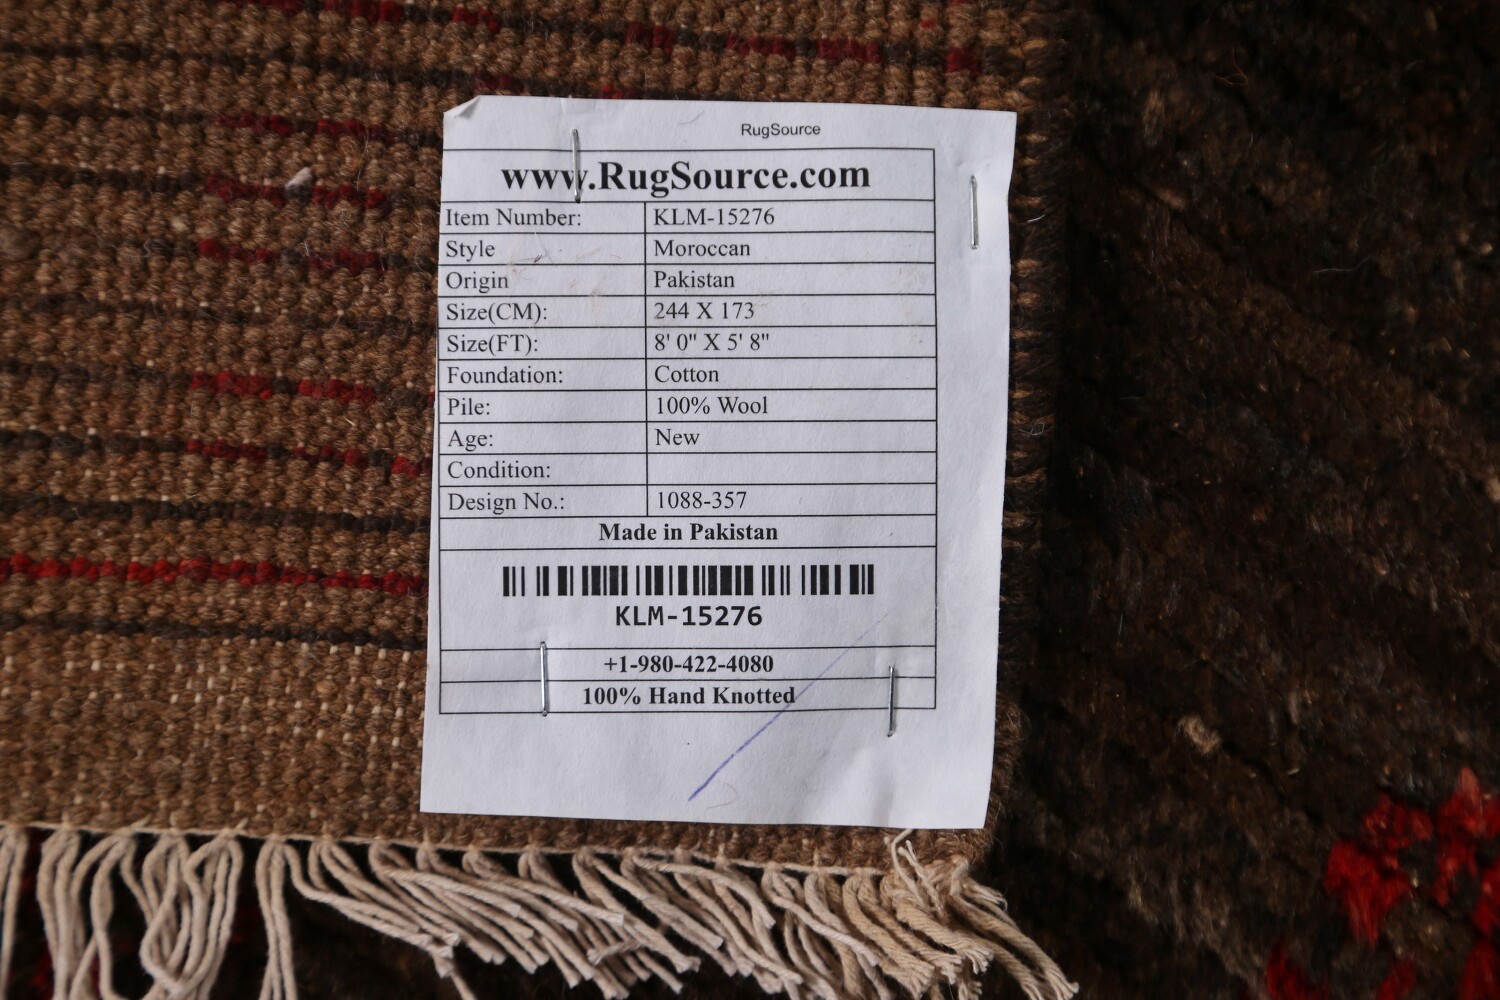 RugSource
www.RugSource.com
Item Number: KLM-15276
Style Moroccan
Origin Pakistan
Size(CM): 244 X 173
Size(FT): 8' 0" X 5' 8"
Foundation: Cotton
Pile: 100% Wool
Age: New
Condition:
Design No.: 1088-357
Made in Pakistan
KLM-15276
+1-980-422-4080
100% Hand Knotted